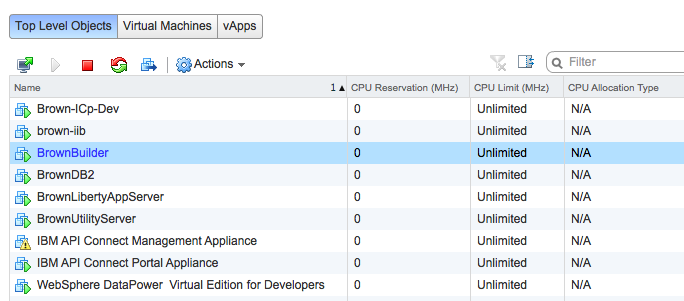 Top Level Objects Virtual Machines vApps
Actions Filter
Name 1 CPU Reservation (MHz) CPU Limit (MHz) CPU Allocation Type
Brown-ICp-Dev 0 Unlimited N/A
brown-iib 0 Unlimited N/A
BrownBuilder 0 Unlimited N/A
BrownDB2 0 Unlimited N/A
BrownLibertyAppServer 0 Unlimited N/A
BrownUtilityServer 0 Unlimited N/A
IBM API Connect Management Appliance 0 Unlimited N/A
IBM API Connect Portal Appliance 0 Unlimited N/A
WebSphere DataPower Virtual Edition for Developers 0 Unlimited N/A